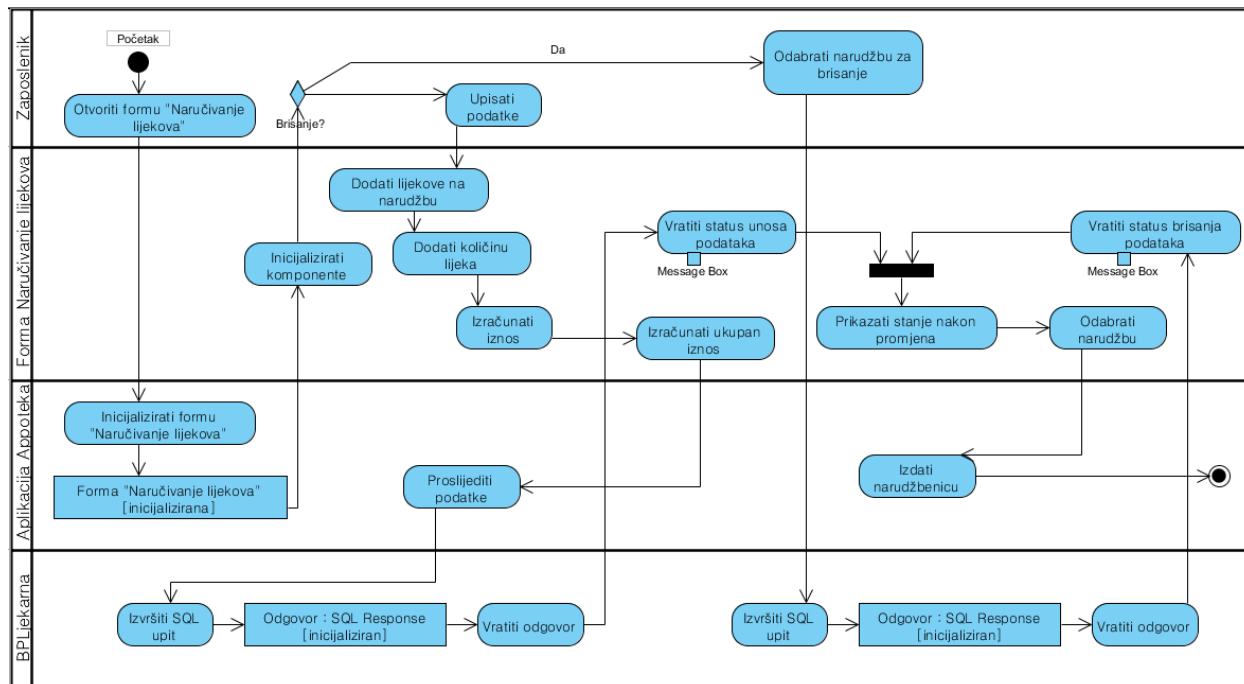 Zaposlenik
Početak
Otvoriti formu "Naručivanje
lijekova"
Brisanje?
Da
Upisati
podatke
Odabrati narudžbu za
brisanje
Forma Naručivanje lijekova
Dodati lijekove na
narudžbu
Dodati količinu
lijeka
Inicijalizirati
komponente
Izračunati
iznos
Izračunati ukupan
iznos
Vratiti status unosa
podataka
Message Box
Vratiti status brisanja
podataka
Message Box
Prikazati stanje nakon
promjena
Odabrati
narudžbu
Aplikacija Appoteka
Inicijalizirati formu
"Naručivanje lijekova"
Forma "Naručivanje lijekova"
[inicijalizirana]
Proslijediti
podatke
Izdati
narudžbenicu
BPLjekarna
Izvršiti SQL
upit
Odgovor : SQL Response
[inicijaliziran]
Vratiti odgovor
Izvršiti SQL
upit
Odgovor : SQL Response
[inicijaliziran]
Vratiti odgovor